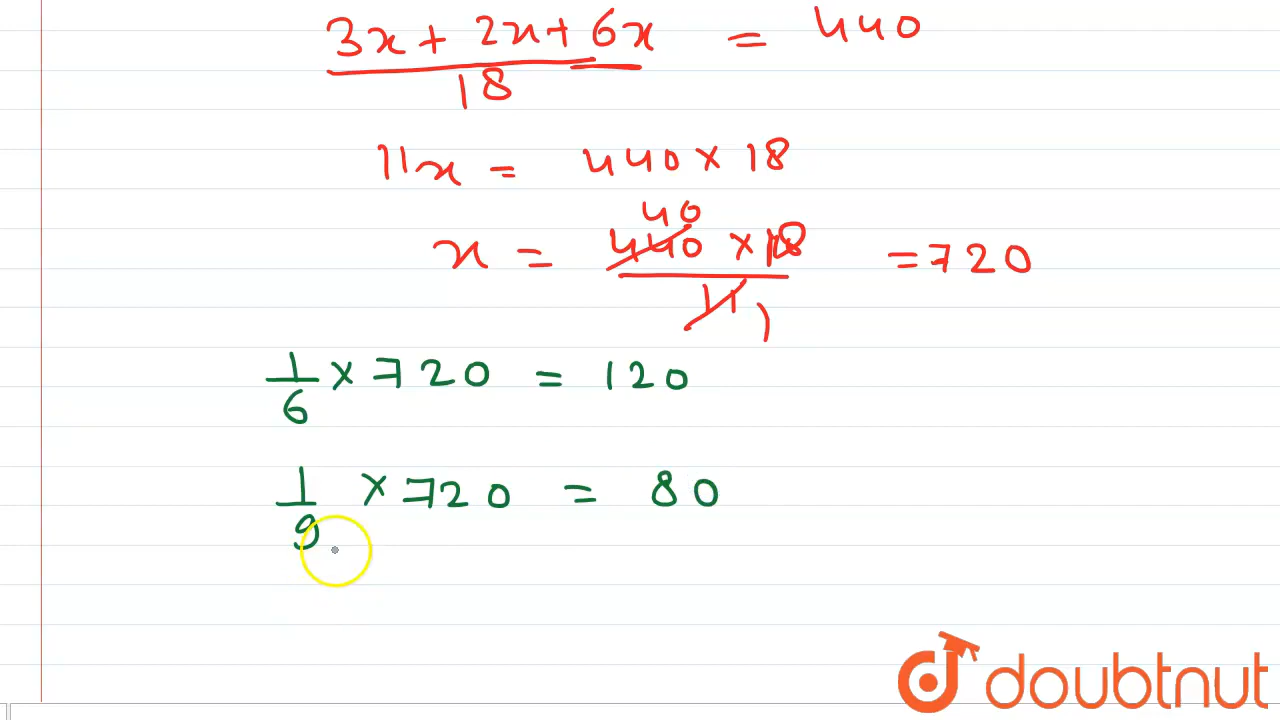 3x + 2x + 6x = 440
18
11x = 440 × 18
40
x = 440 × 18 = 720
11 1
1 × 720 = 120
6
1 × 720 = 80
9
doubtnut